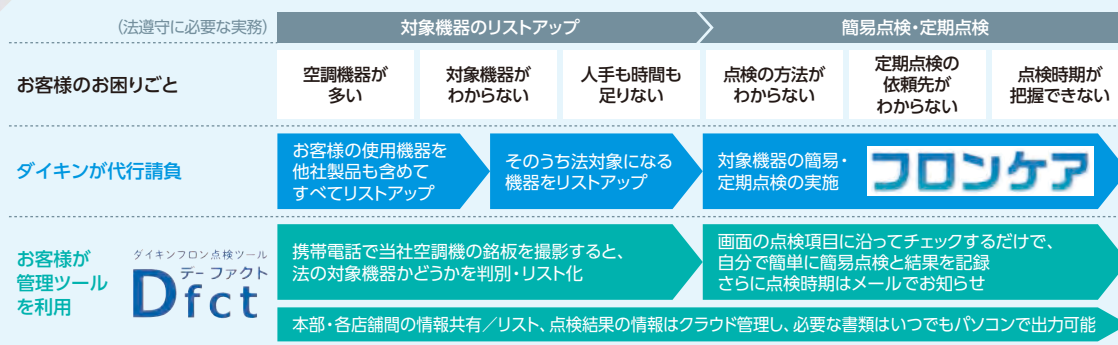 (法遵守に必要な実務)
対象機器のリストアップ
簡易点検・定期点検
お客様のお困りごと
空調機器が
多い
対象機器が
わからない
人手も時間も
足りない
点検の方法が
わからない
定期点検の
依頼先が
わからない
点検時期が
把握できない
ダイキンが代行請負
お客様の使用機器を
他社製品も含めて
すべてリストアップ
そのうち法対象になる
機器をリストアップ
対象機器の簡易・
定期点検の実施
フロンケア
お客様が
管理ツール
を利用
ダイキンフロン点検ツール
デーファクト
Dfct
携帯電話で当社空調機の銘板を撮影すると、
法の対象機器かどうかを判別・リスト化
画面の点検項目に沿ってチェックするだけで、
自分で簡単に簡易点検と結果を記録
さらに点検時期はメールでお知らせ
本部・各店舗間の情報共有／リスト、点検結果の情報はクラウド管理し、必要な書類はいつでもパソコンで出力可能